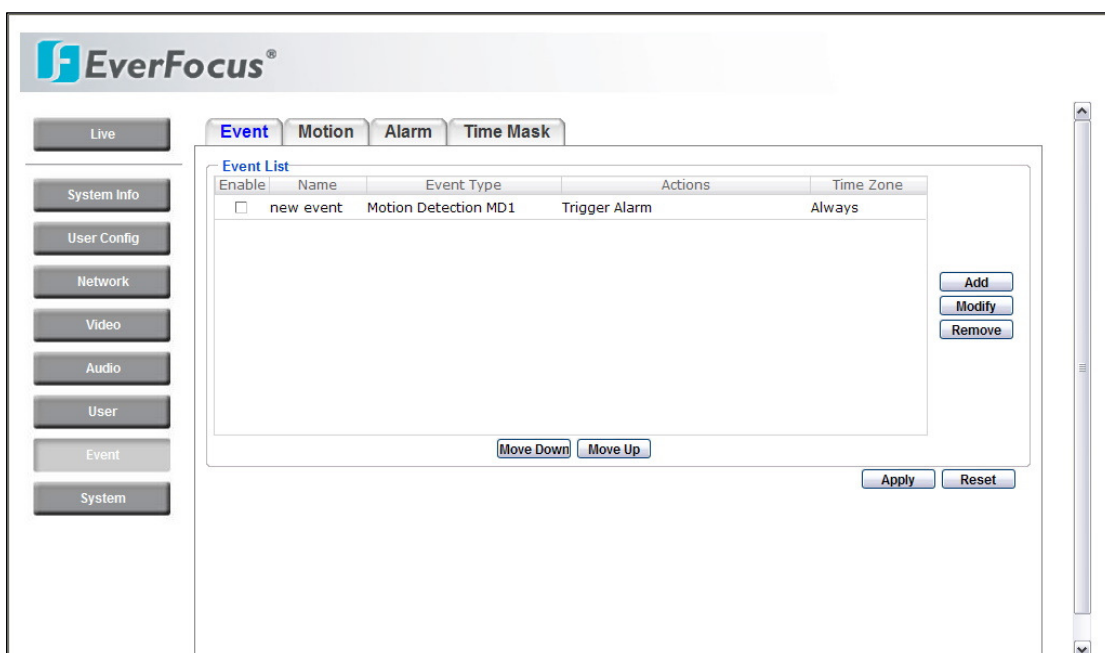 EverFocus®
Live
System Info
User Config
Network
Video
Audio
User
Event
System
Event Motion Alarm Time Mask
Event List
Enable Name Event Type Actions Time Zone
new event Motion Detection MD1 Trigger Alarm Always
Add
Modify
Remove
Move Down Move Up
Apply Reset